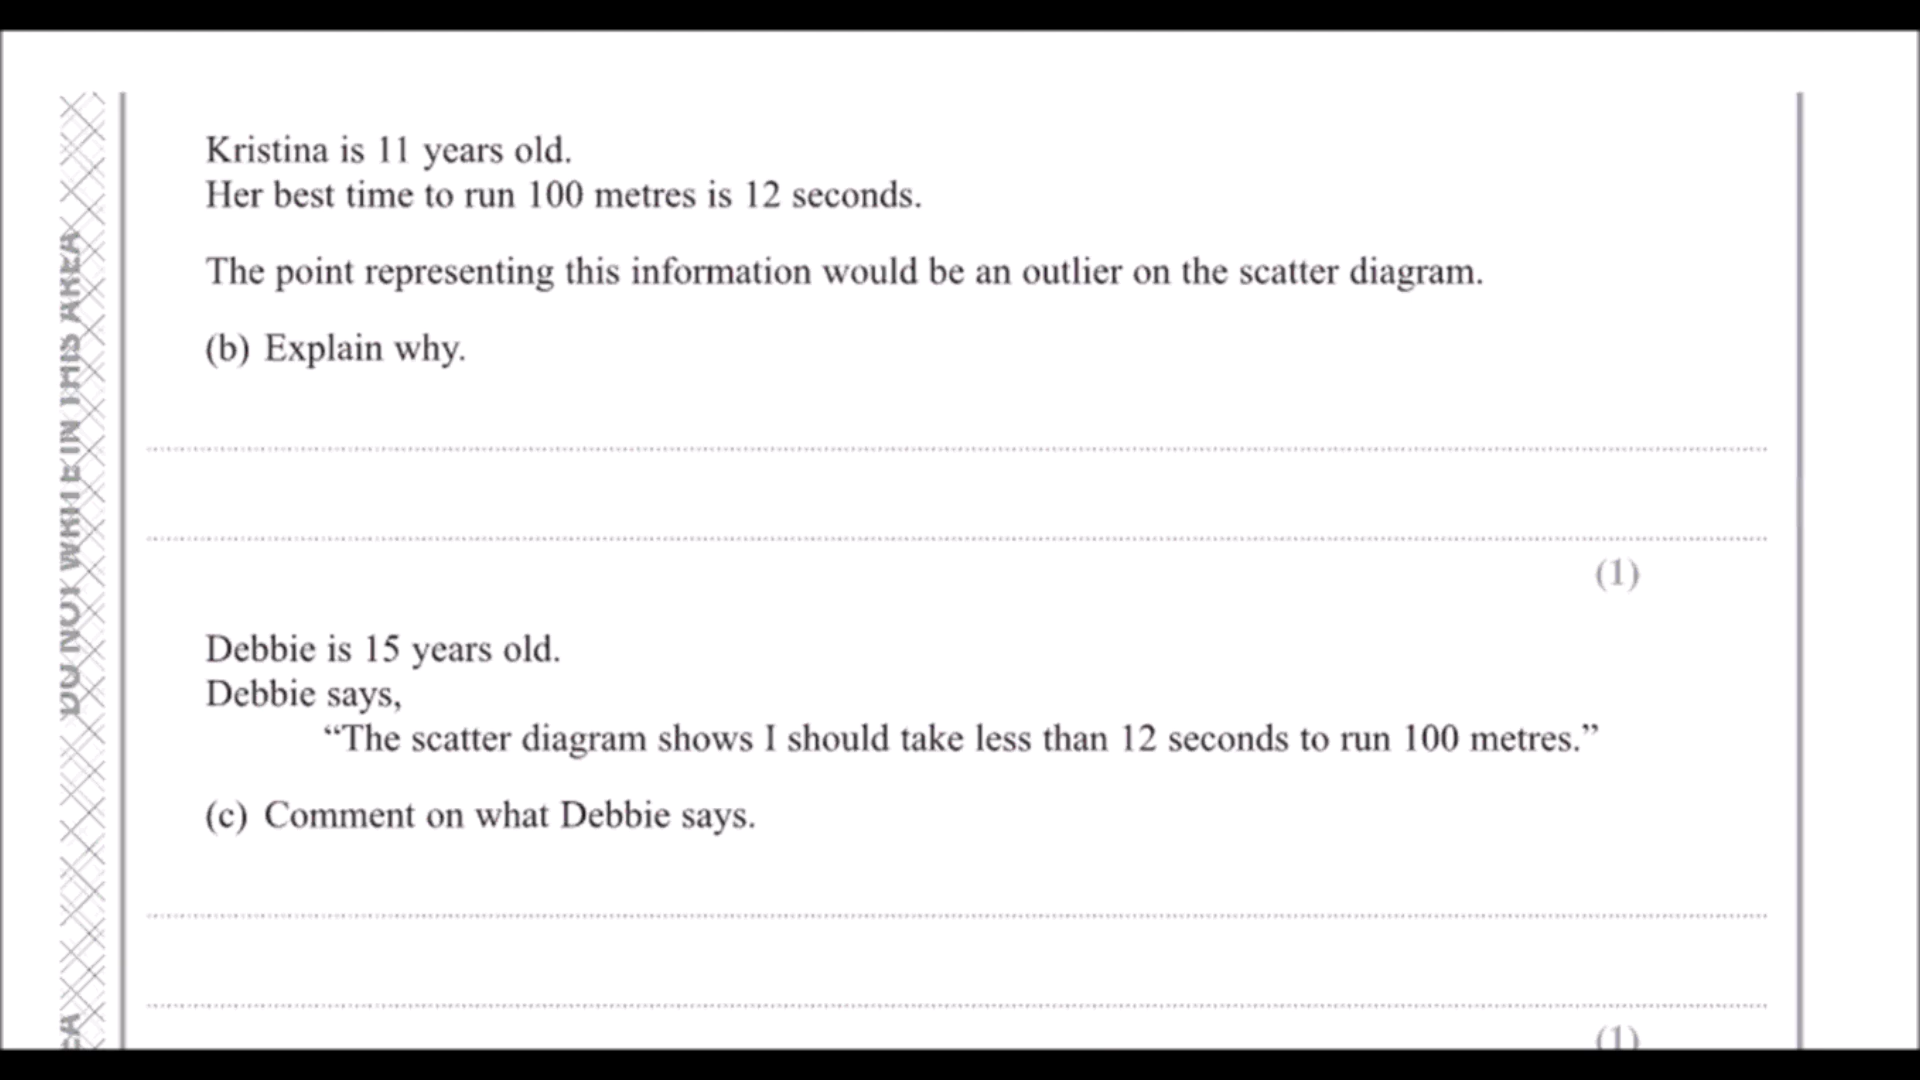 Kristina is 11 years old.
Her best time to run 100 metres is 12 seconds.
The point representing this information would be an outlier on the scatter diagram.
(b) Explain why.
(1)
Debbie is 15 years old.
Debbie says,
“The scatter diagram shows I should take less than 12 seconds to run 100 metres.”
(c) Comment on what Debbie says.
(1)
DO NOT WRITE IN THIS AREA